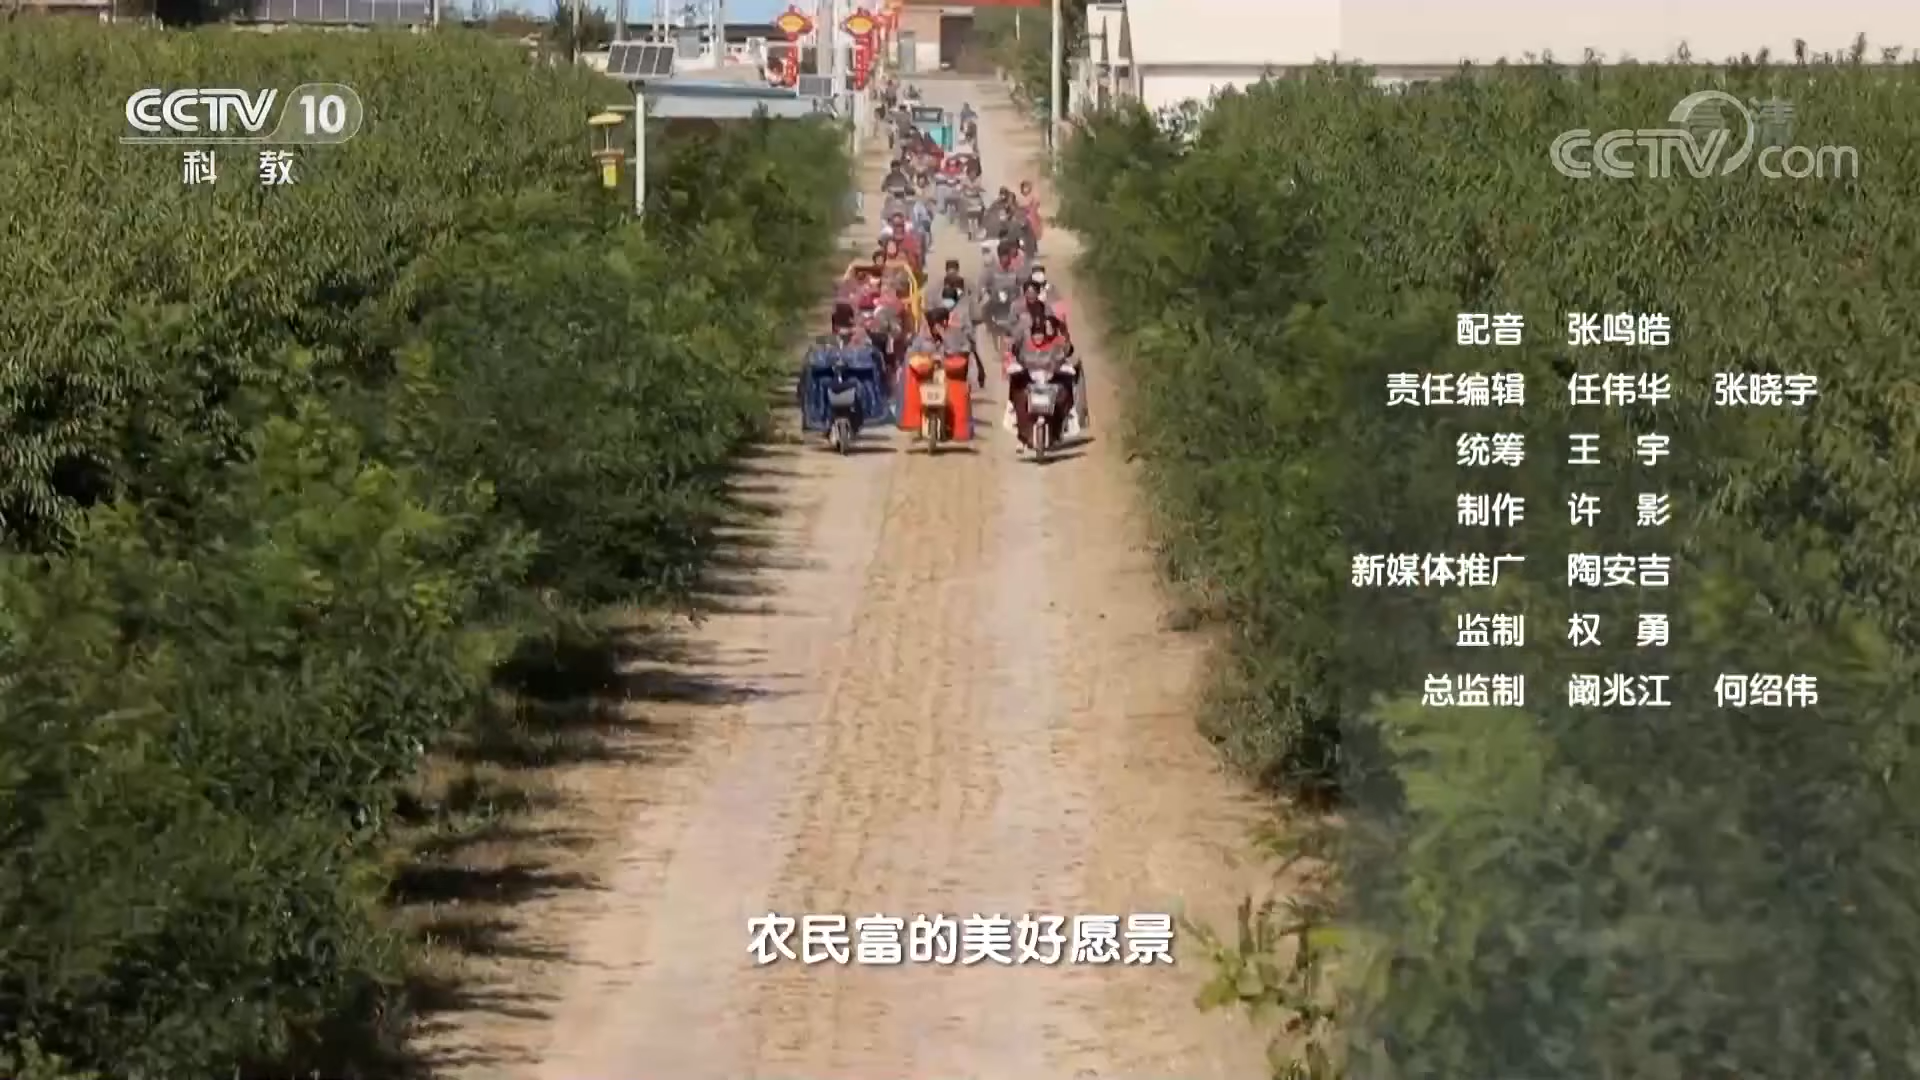 CCTV 10
科 教
高清
CCTV com
配音 张鸣皓
责任编辑 任伟华 张晓宇
统筹 王 宇
制作 许 影
新媒体推广 陶安吉
监制 权 勇
总监制 阚兆江 何绍伟
农民富的美好愿景